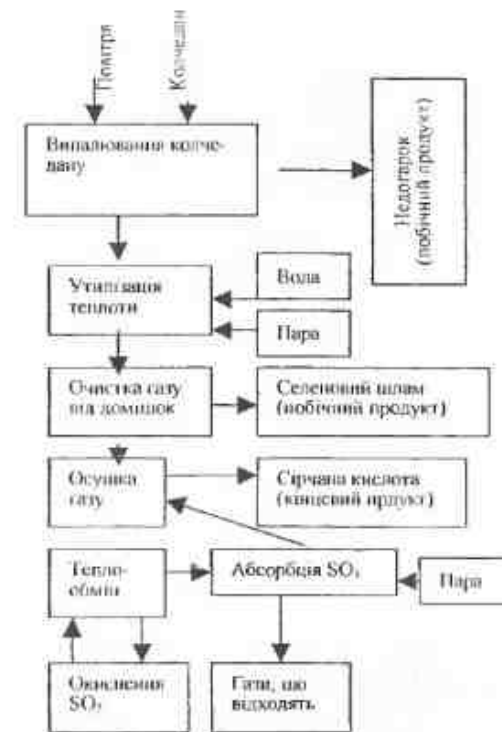 Повітря
Колчедан
Випалювання колче-
дану
Недогарок
(побічний продукт)
Утилізація
теплоти
Вода
Пара
Очистка газу
від домішок
Селеновий шлам
(побічний продукт)
Осушка
газу
Сірчана кислота
(кінцевий прдукт)
Тепло-
обмін
Абсорбція SO₃
Пара
Окиснення
SO₂
Гази, що
відходять